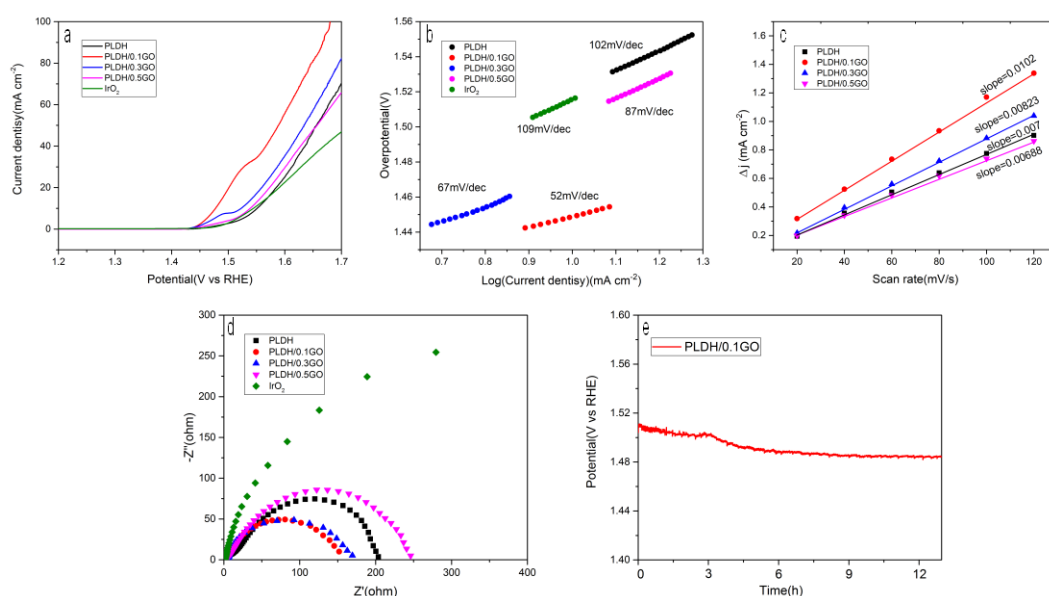 a
PLDH
PLDH/0.1GO
PLDH/0.3GO
PLDH/0.5GO
IrO₂
100
80
60
40
20
0
1.2
1.3
1.4
1.5
1.6
1.7
Current dentisy(mA cm⁻²)
Potential(V vs RHE)
b
PLDH
PLDH/0.1GO
PLDH/0.3GO
PLDH/0.5GO
IrO₂
102mV/dec
87mV/dec
109mV/dec
67mV/dec
52mV/dec
1.56
1.52
1.48
1.44
0.7
0.8
0.9
1.0
1.1
1.2
1.3
Overpotential(V)
Log(Current dentisy)(mA cm⁻²)
c
PLDH
PLDH/0.1GO
PLDH/0.3GO
PLDH/0.5GO
slope=0.0102
slope=0.00823
slope=0.007
slope=0.00688
1.6
1.4
1.2
1.0
0.8
0.6
0.4
0.2
20
40
60
80
100
120
Δj (mA cm⁻²)
Scan rate(mV/s)
d
PLDH
PLDH/0.1GO
PLDH/0.3GO
PLDH/0.5GO
IrO₂
300
250
200
150
100
50
0
0
100
200
300
400
-Z''(ohm)
Z'(ohm)
e
PLDH/0.1GO
1.60
1.56
1.52
1.48
1.44
1.40
0
3
6
9
12
Potential(V vs RHE)
Time(h)